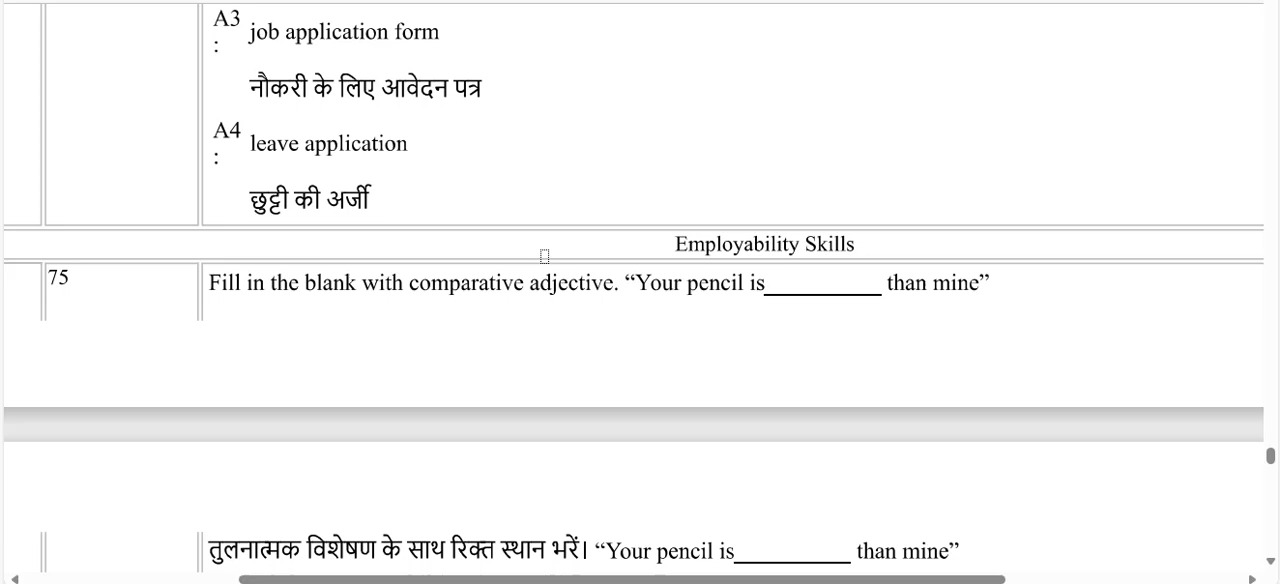 A3
: job application form
नौकरी के लिए आवेदन पत्र
A4
: leave application
छुट्टी की अर्जी
Employability Skills
75 Fill in the blank with comparative adjective. “Your pencil is__________ than mine”
तुलनात्मक विशेषण के साथ रिक्त स्थान भरें। “Your pencil is__________ than mine”